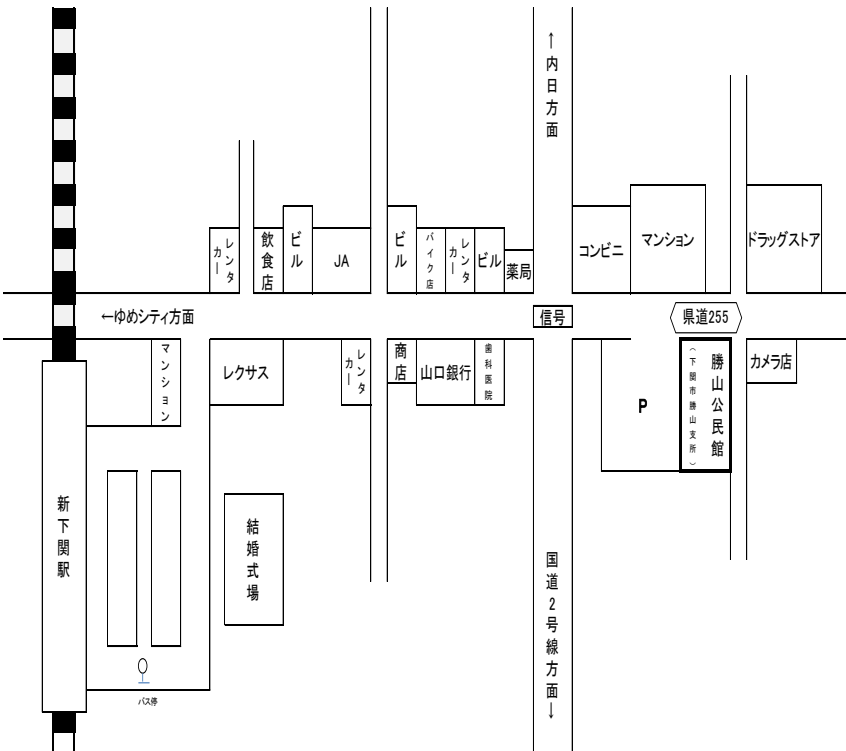 ↑内日方面
レンタカー
飲食店
ビル
JA
ビル
バイク店
レンタカー
ビル
薬局
コンビニ
マンション
ドラッグストア
←ゆめシティ方面
信号
県道255
マンション
レクサス
レンタカー
商店
山口銀行
歯科医院
P
勝山公民館
（下関市勝山支所）
カメラ店
新下関駅
結婚式場
国道2号線方面↓
バス停